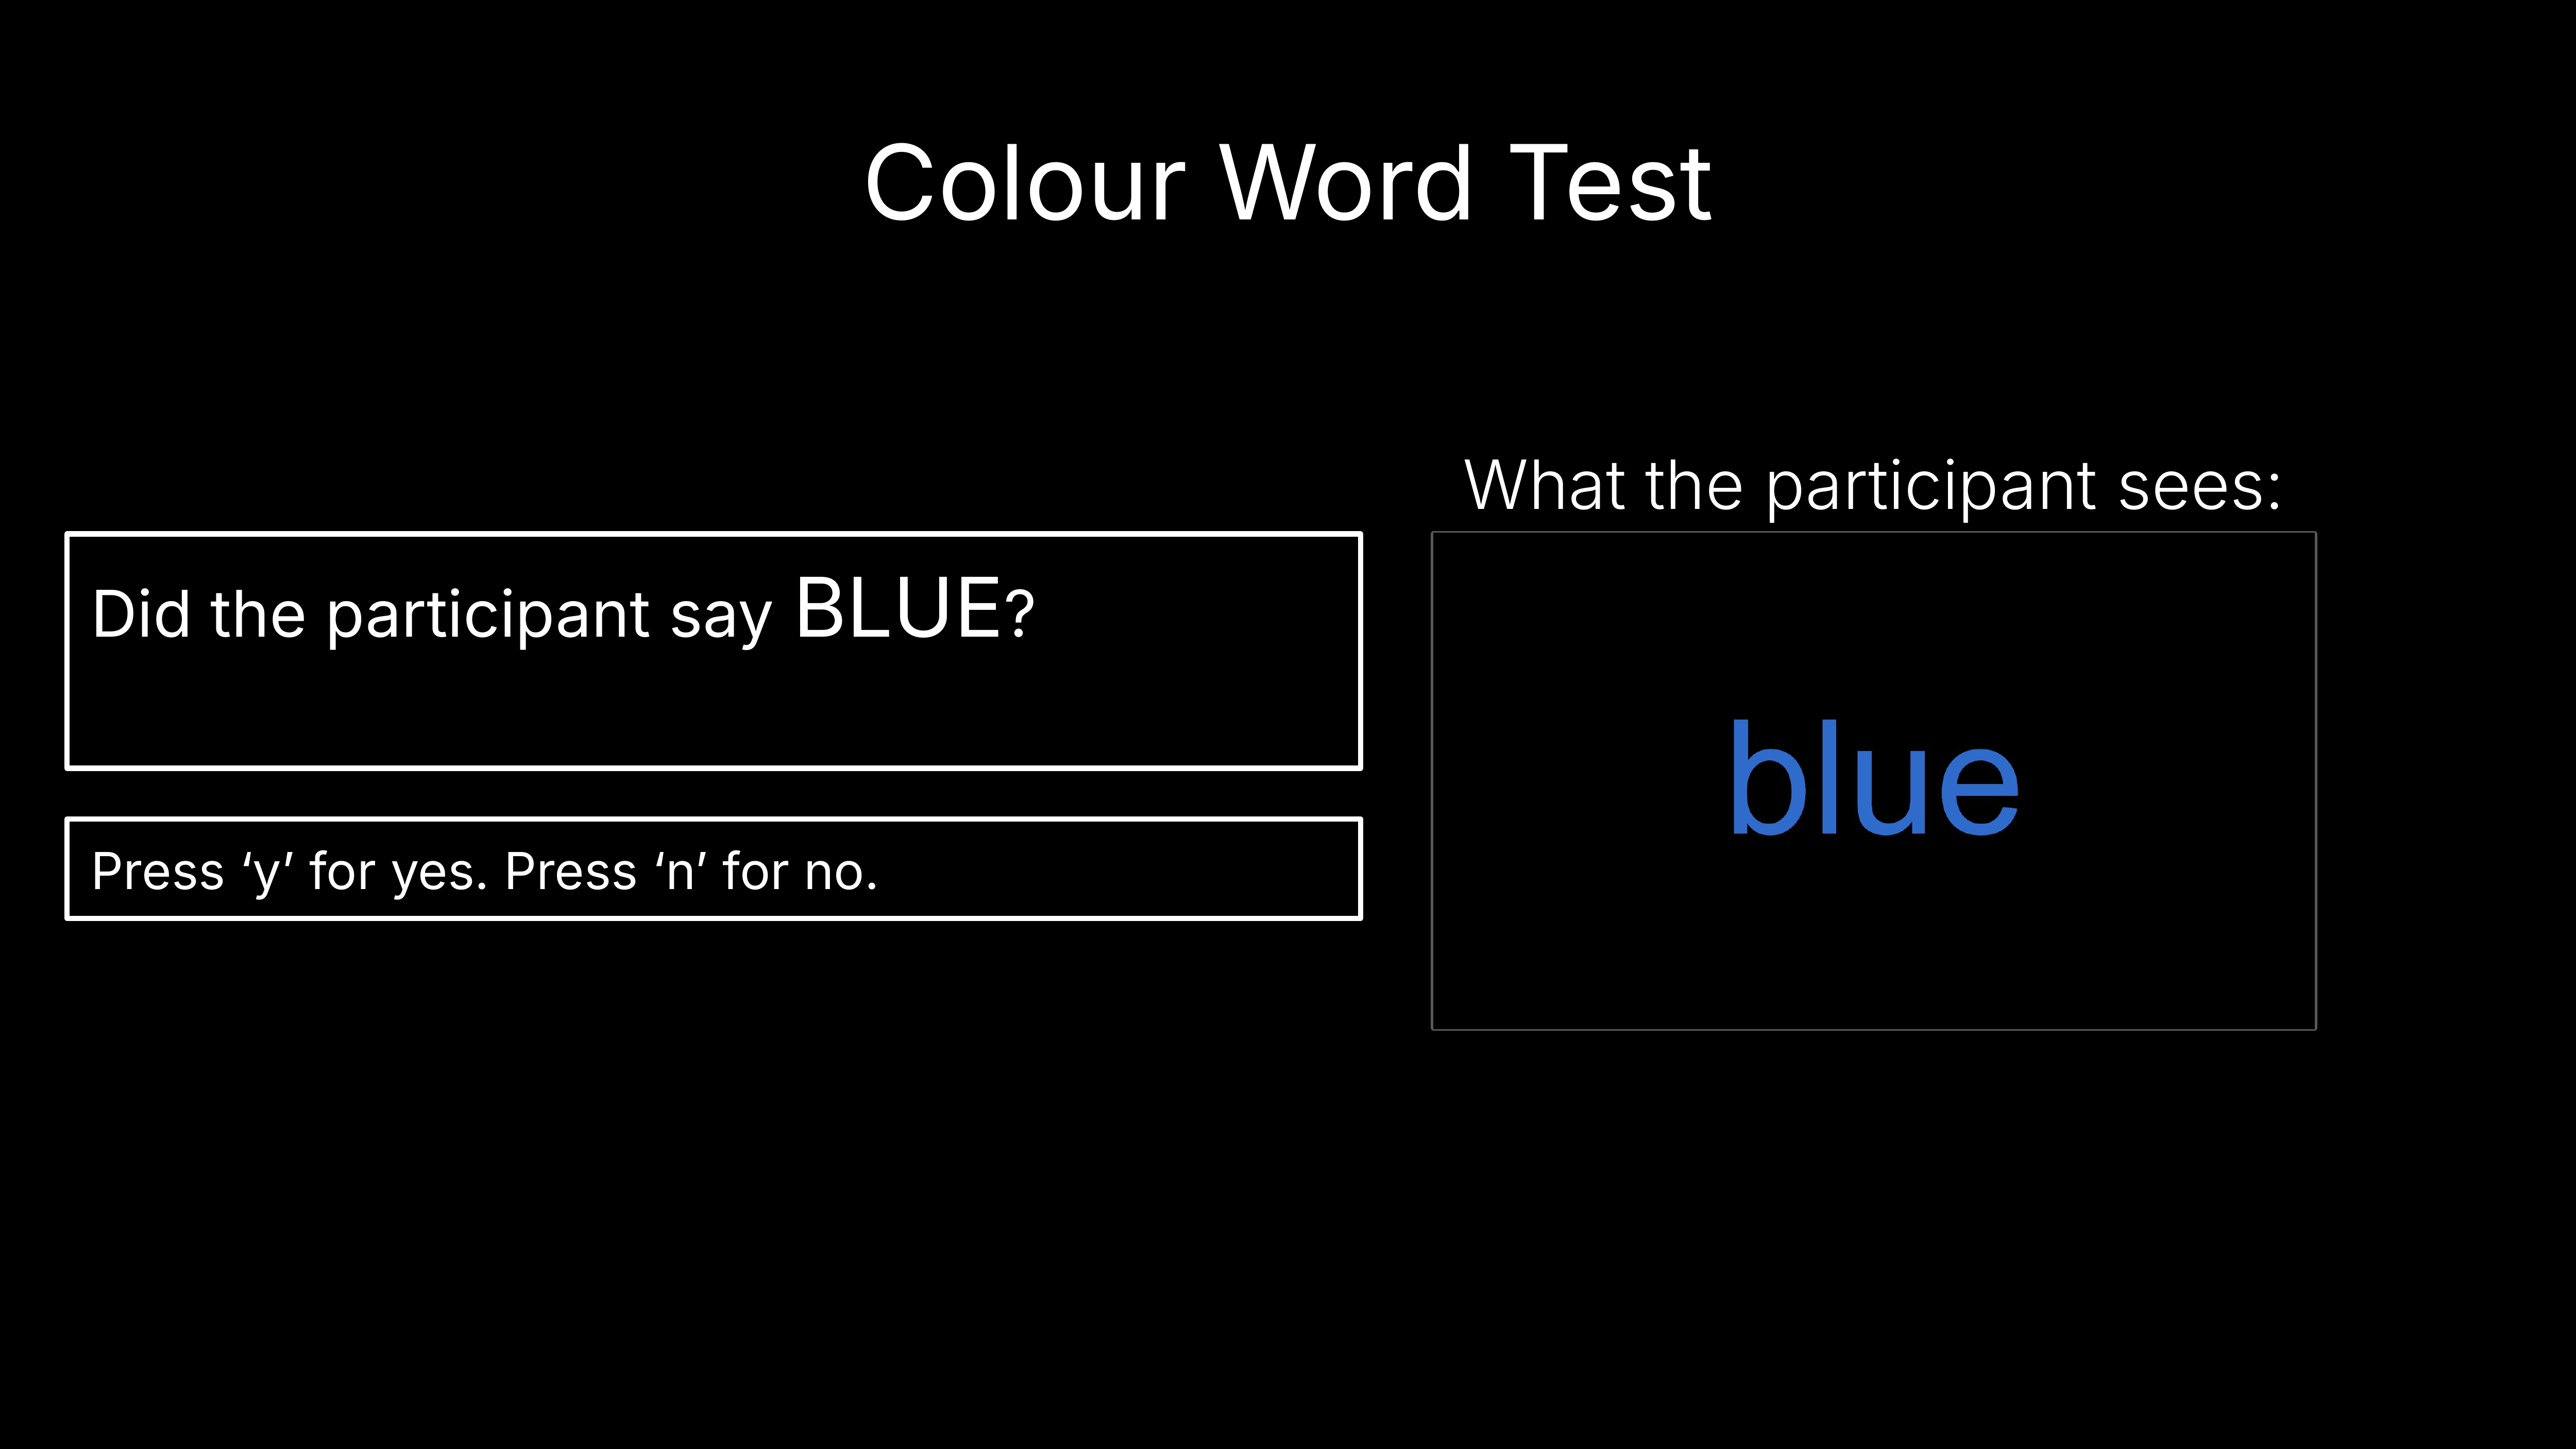 Colour Word Test
Did the participant say BLUE?
Press ‘y’ for yes. Press ‘n’ for no.
What the participant sees:
blue